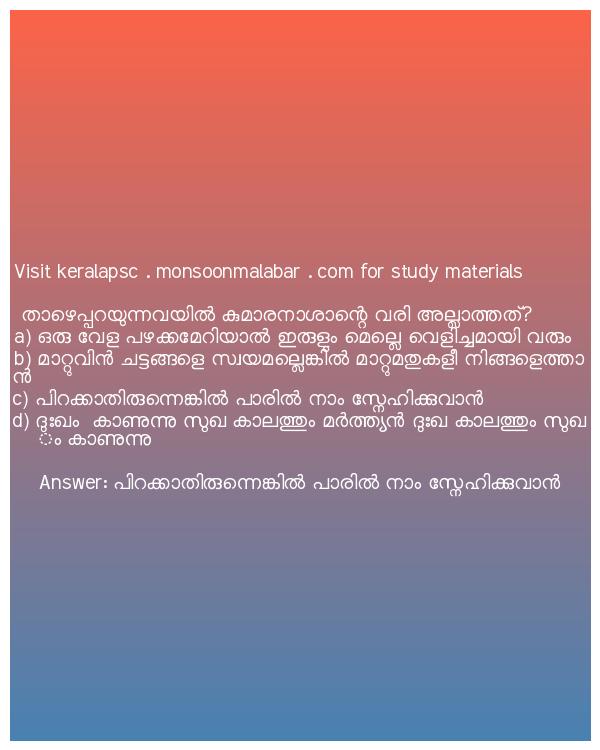 Visit keralapsc . monsoonmalabar . com for study materials
താഴെപ്പറയുന്നവയിൽ കുമാരനാശാന്റെ വരി അല്ലാത്തത്?
a) ഒരു വേള പഴക്കമേറിയാൽ ഇരുളും മെല്ലെ വെളിച്ചമായി വരും
b) മാറ്റുവിൻ ചട്ടങ്ങളെ സ്വയമല്ലെങ്കിൽ മാറ്റുമതുകളീ നിങ്ങളെത്താ
ൻ
c) പിറക്കാതിരുന്നെങ്കിൽ പാരിൽ നാം സ്നേഹിക്കുവാൻ
d) ദുഃഖം കാണുന്നു സുഖ കാലത്തും മർത്ത്യൻ ദുഃഖ കാലത്തും സുഖ
ം കാണുന്നു
Answer: പിറക്കാതിരുന്നെങ്കിൽ പാരിൽ നാം സ്നേഹിക്കുവാൻ